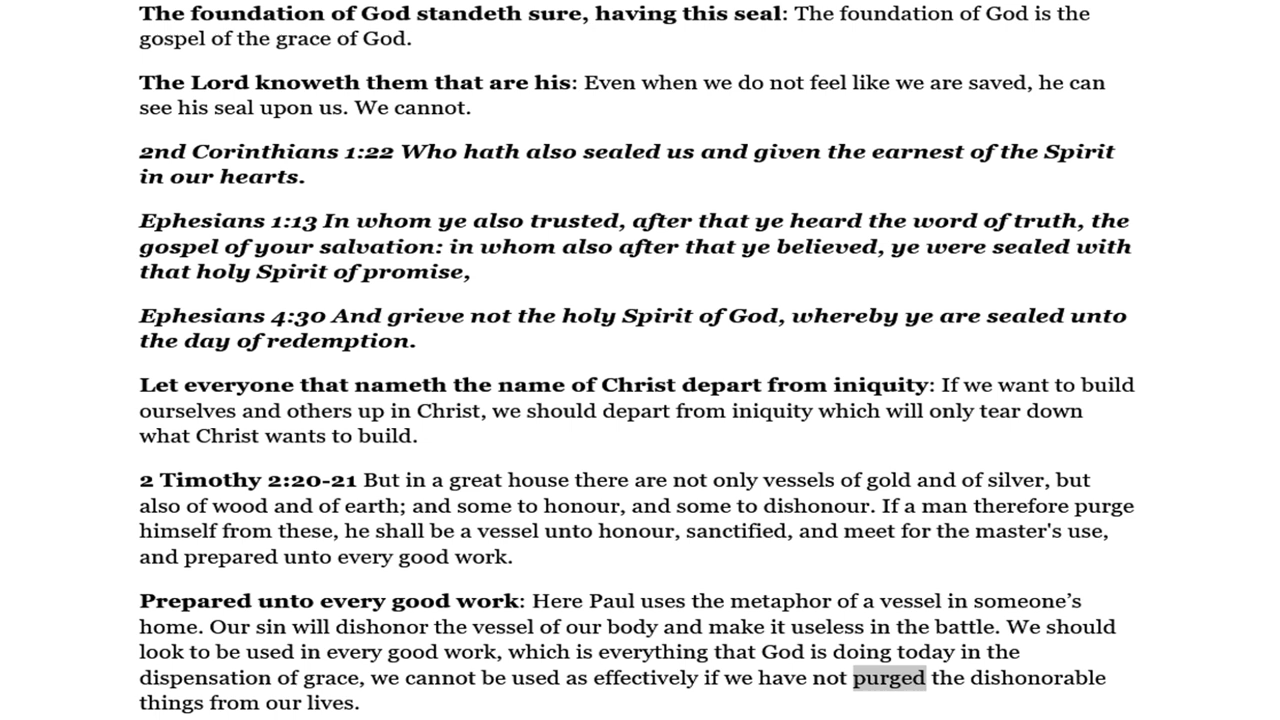 The foundation of God standeth sure, having this seal: The foundation of God is the
gospel of the grace of God.
The Lord knoweth them that are his: Even when we do not feel like we are saved, he can
see his seal upon us. We cannot.
2nd Corinthians 1:22 Who hath also sealed us and given the earnest of the Spirit
in our hearts.
Ephesians 1:13 In whom ye also trusted, after that ye heard the word of truth, the
gospel of your salvation: in whom also after that ye believed, ye were sealed with
that holy Spirit of promise,
Ephesians 4:30 And grieve not the holy Spirit of God, whereby ye are sealed unto
the day of redemption.
Let everyone that nameth the name of Christ depart from iniquity: If we want to build
ourselves and others up in Christ, we should depart from iniquity which will only tear down
what Christ wants to build.
2 Timothy 2:20-21 But in a great house there are not only vessels of gold and of silver, but
also of wood and of earth; and some to honour, and some to dishonour. If a man therefore purge
himself from these, he shall be a vessel unto honour, sanctified, and meet for the master's use,
and prepared unto every good work.
Prepared unto every good work: Here Paul uses the metaphor of a vessel in someone’s
home. Our sin will dishonor the vessel of our body and make it useless in the battle. We should
look to be used in every good work, which is everything that God is doing today in the
dispensation of grace, we cannot be used as effectively if we have not purged the dishonorable
things from our lives.